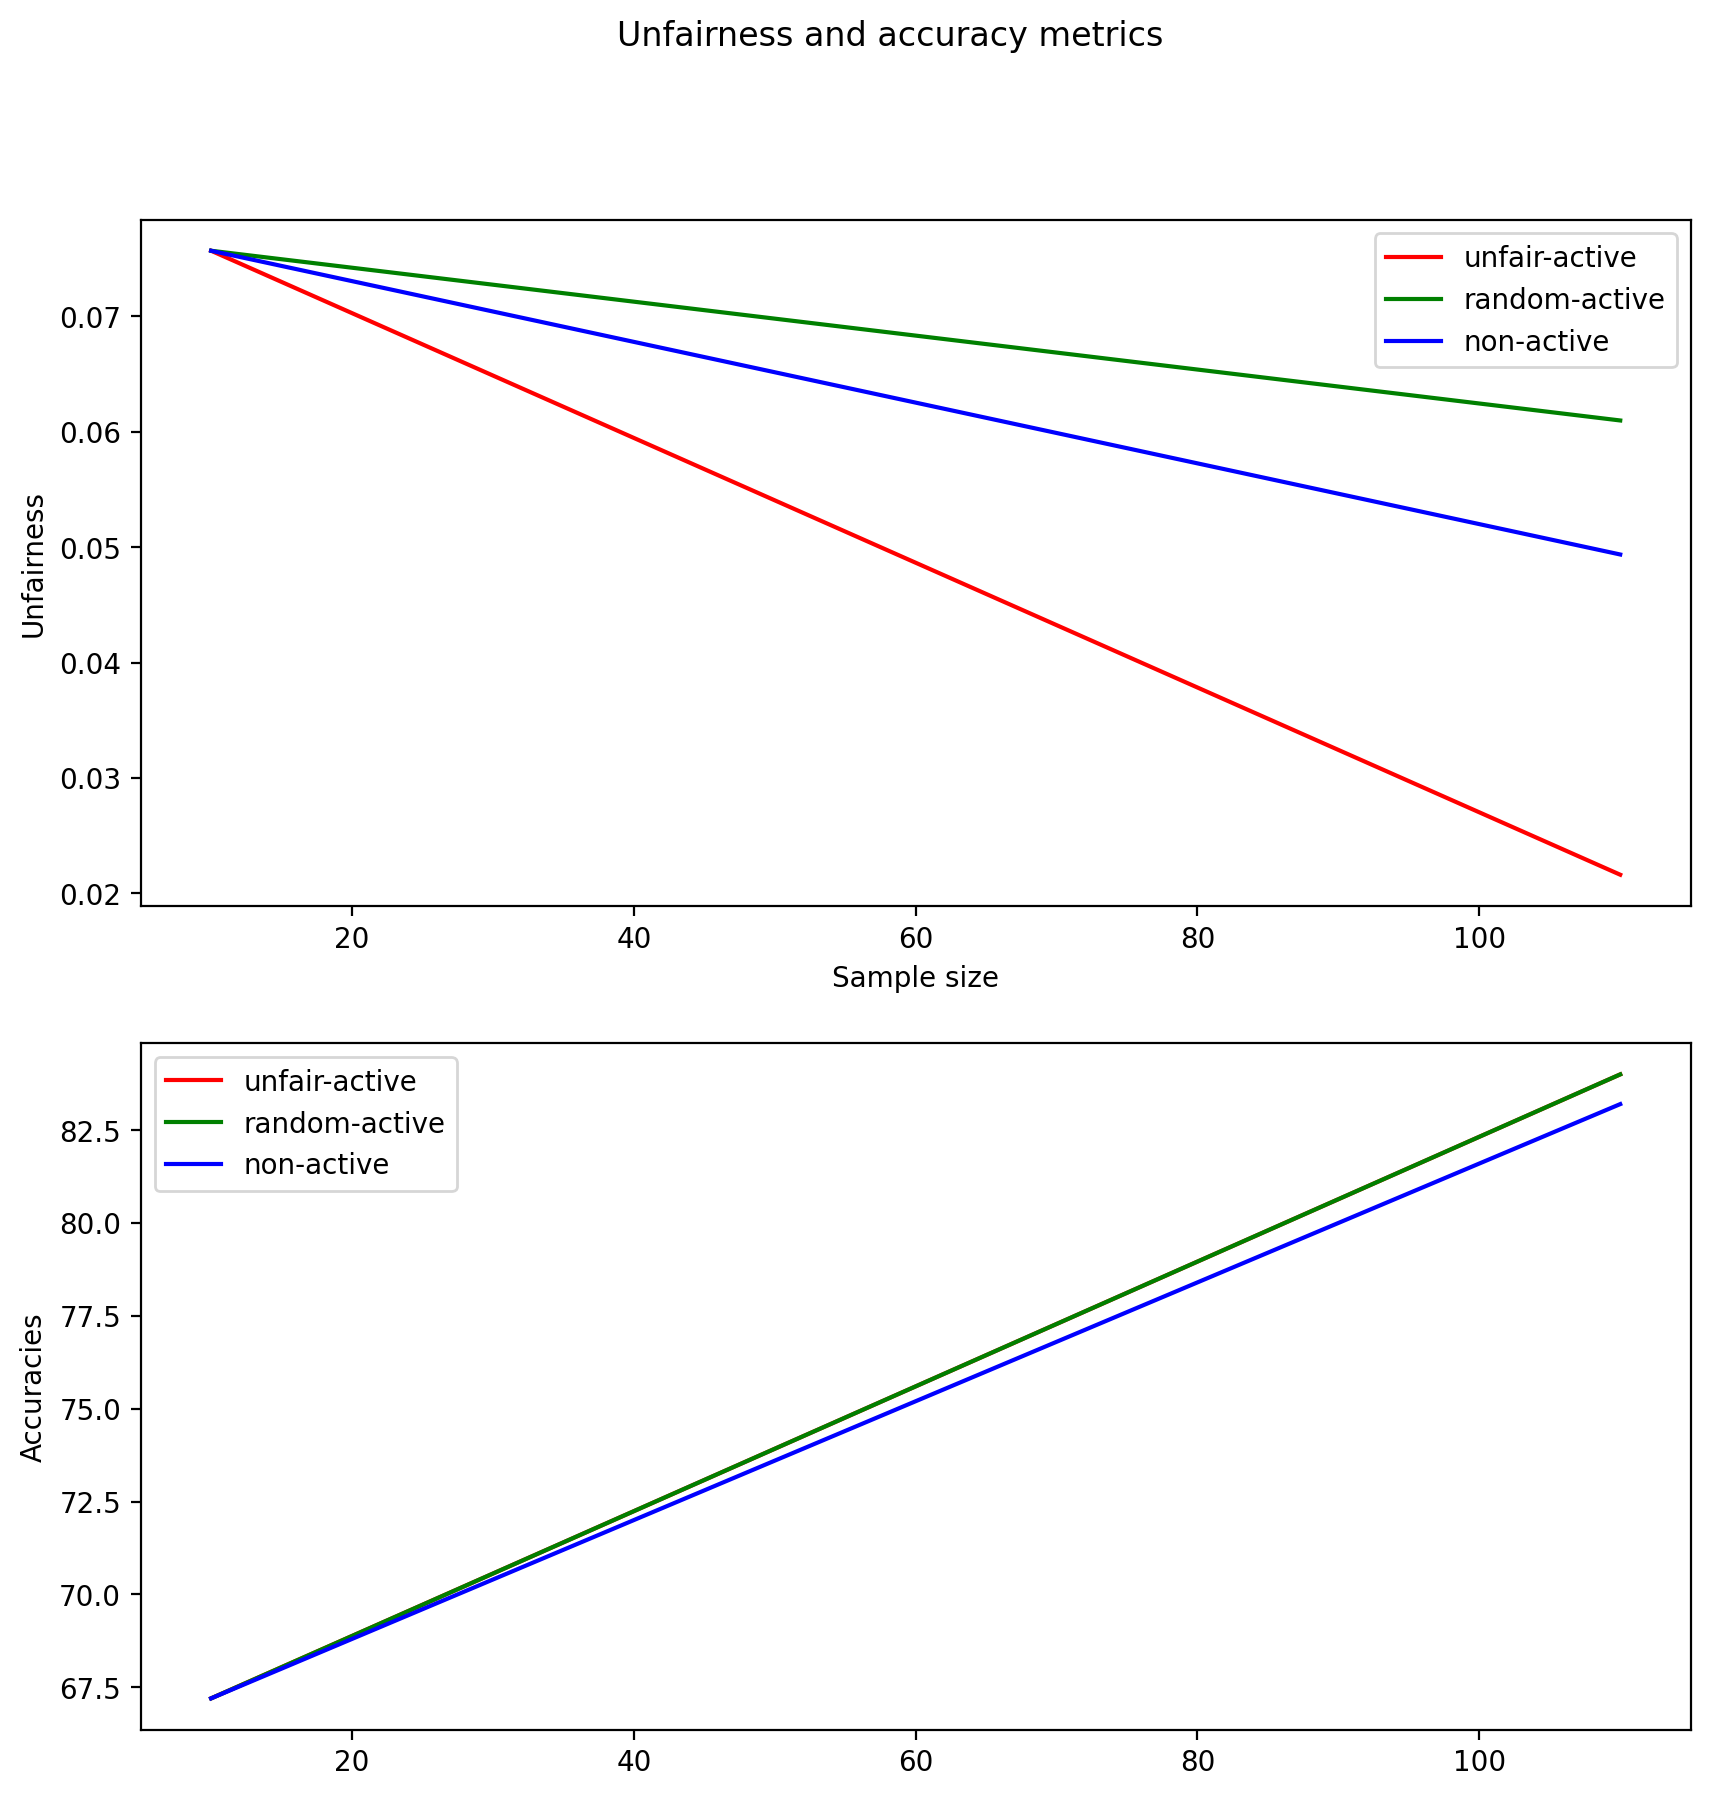 Unfairness and accuracy metrics
unfair-active
random-active
non-active
0.07
0.06
0.05
0.04
0.03
0.02
Unfairness
20 40 60 80 100
Sample size
unfair-active
random-active
non-active
82.5
80.0
77.5
75.0
72.5
70.0
67.5
Accuracies
20 40 60 80 100